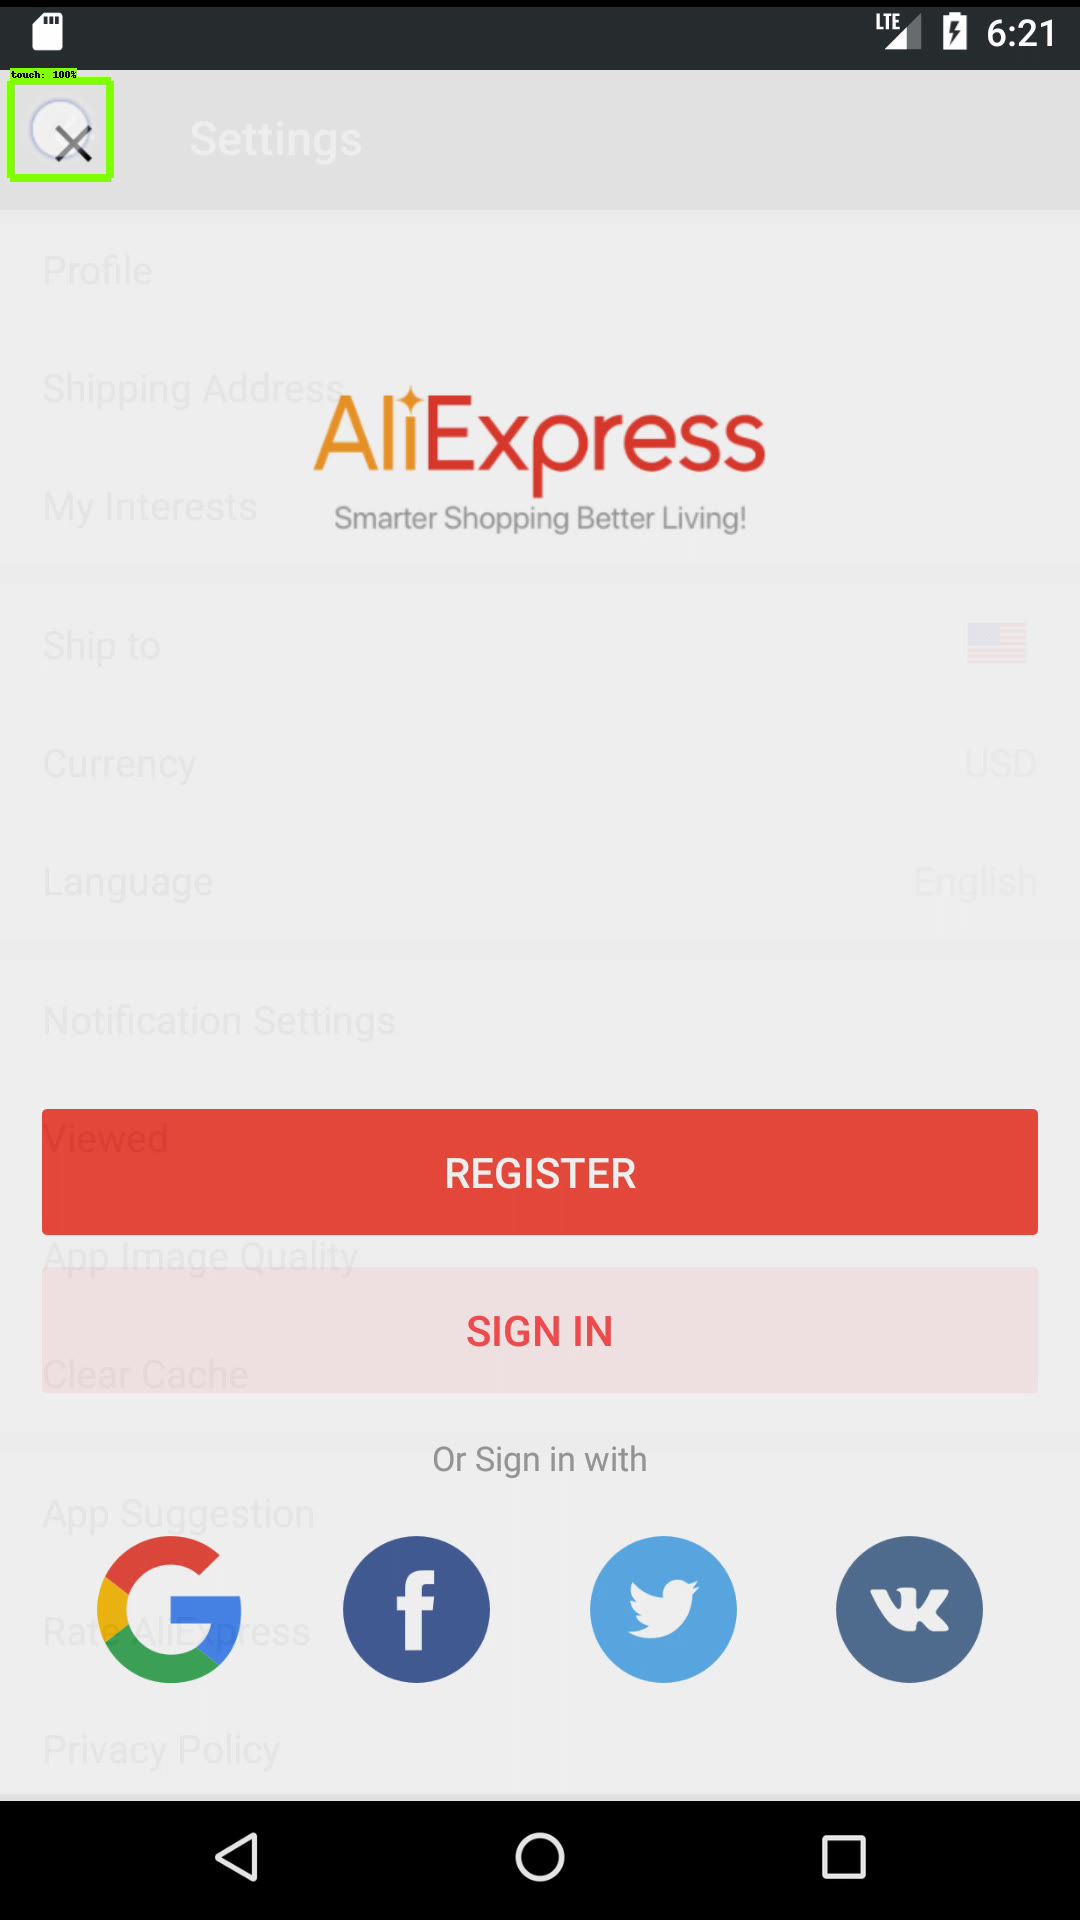 LTE 6:21
touch: 100%
Settings
Profile
Shipping Address
AliExpress
My Interests
Smarter Shopping Better Living!
Ship to
Currency USD
Language English
Notification Settings
Viewed
REGISTER
App Image Quality
SIGN IN
Clear Cache
Or Sign in with
App Suggestion
Rate AliExpress
Privacy Policy